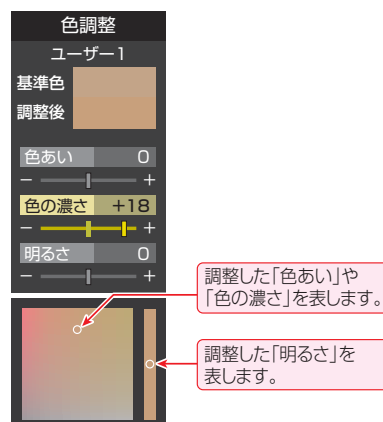 色調整
ユーザー1
基準色
調整後
色あい 0
− +
色の濃さ +18
− +
明るさ 0
− +
調整した「色あい」や
「色の濃さ」を表します。
調整した「明るさ」を
表します。